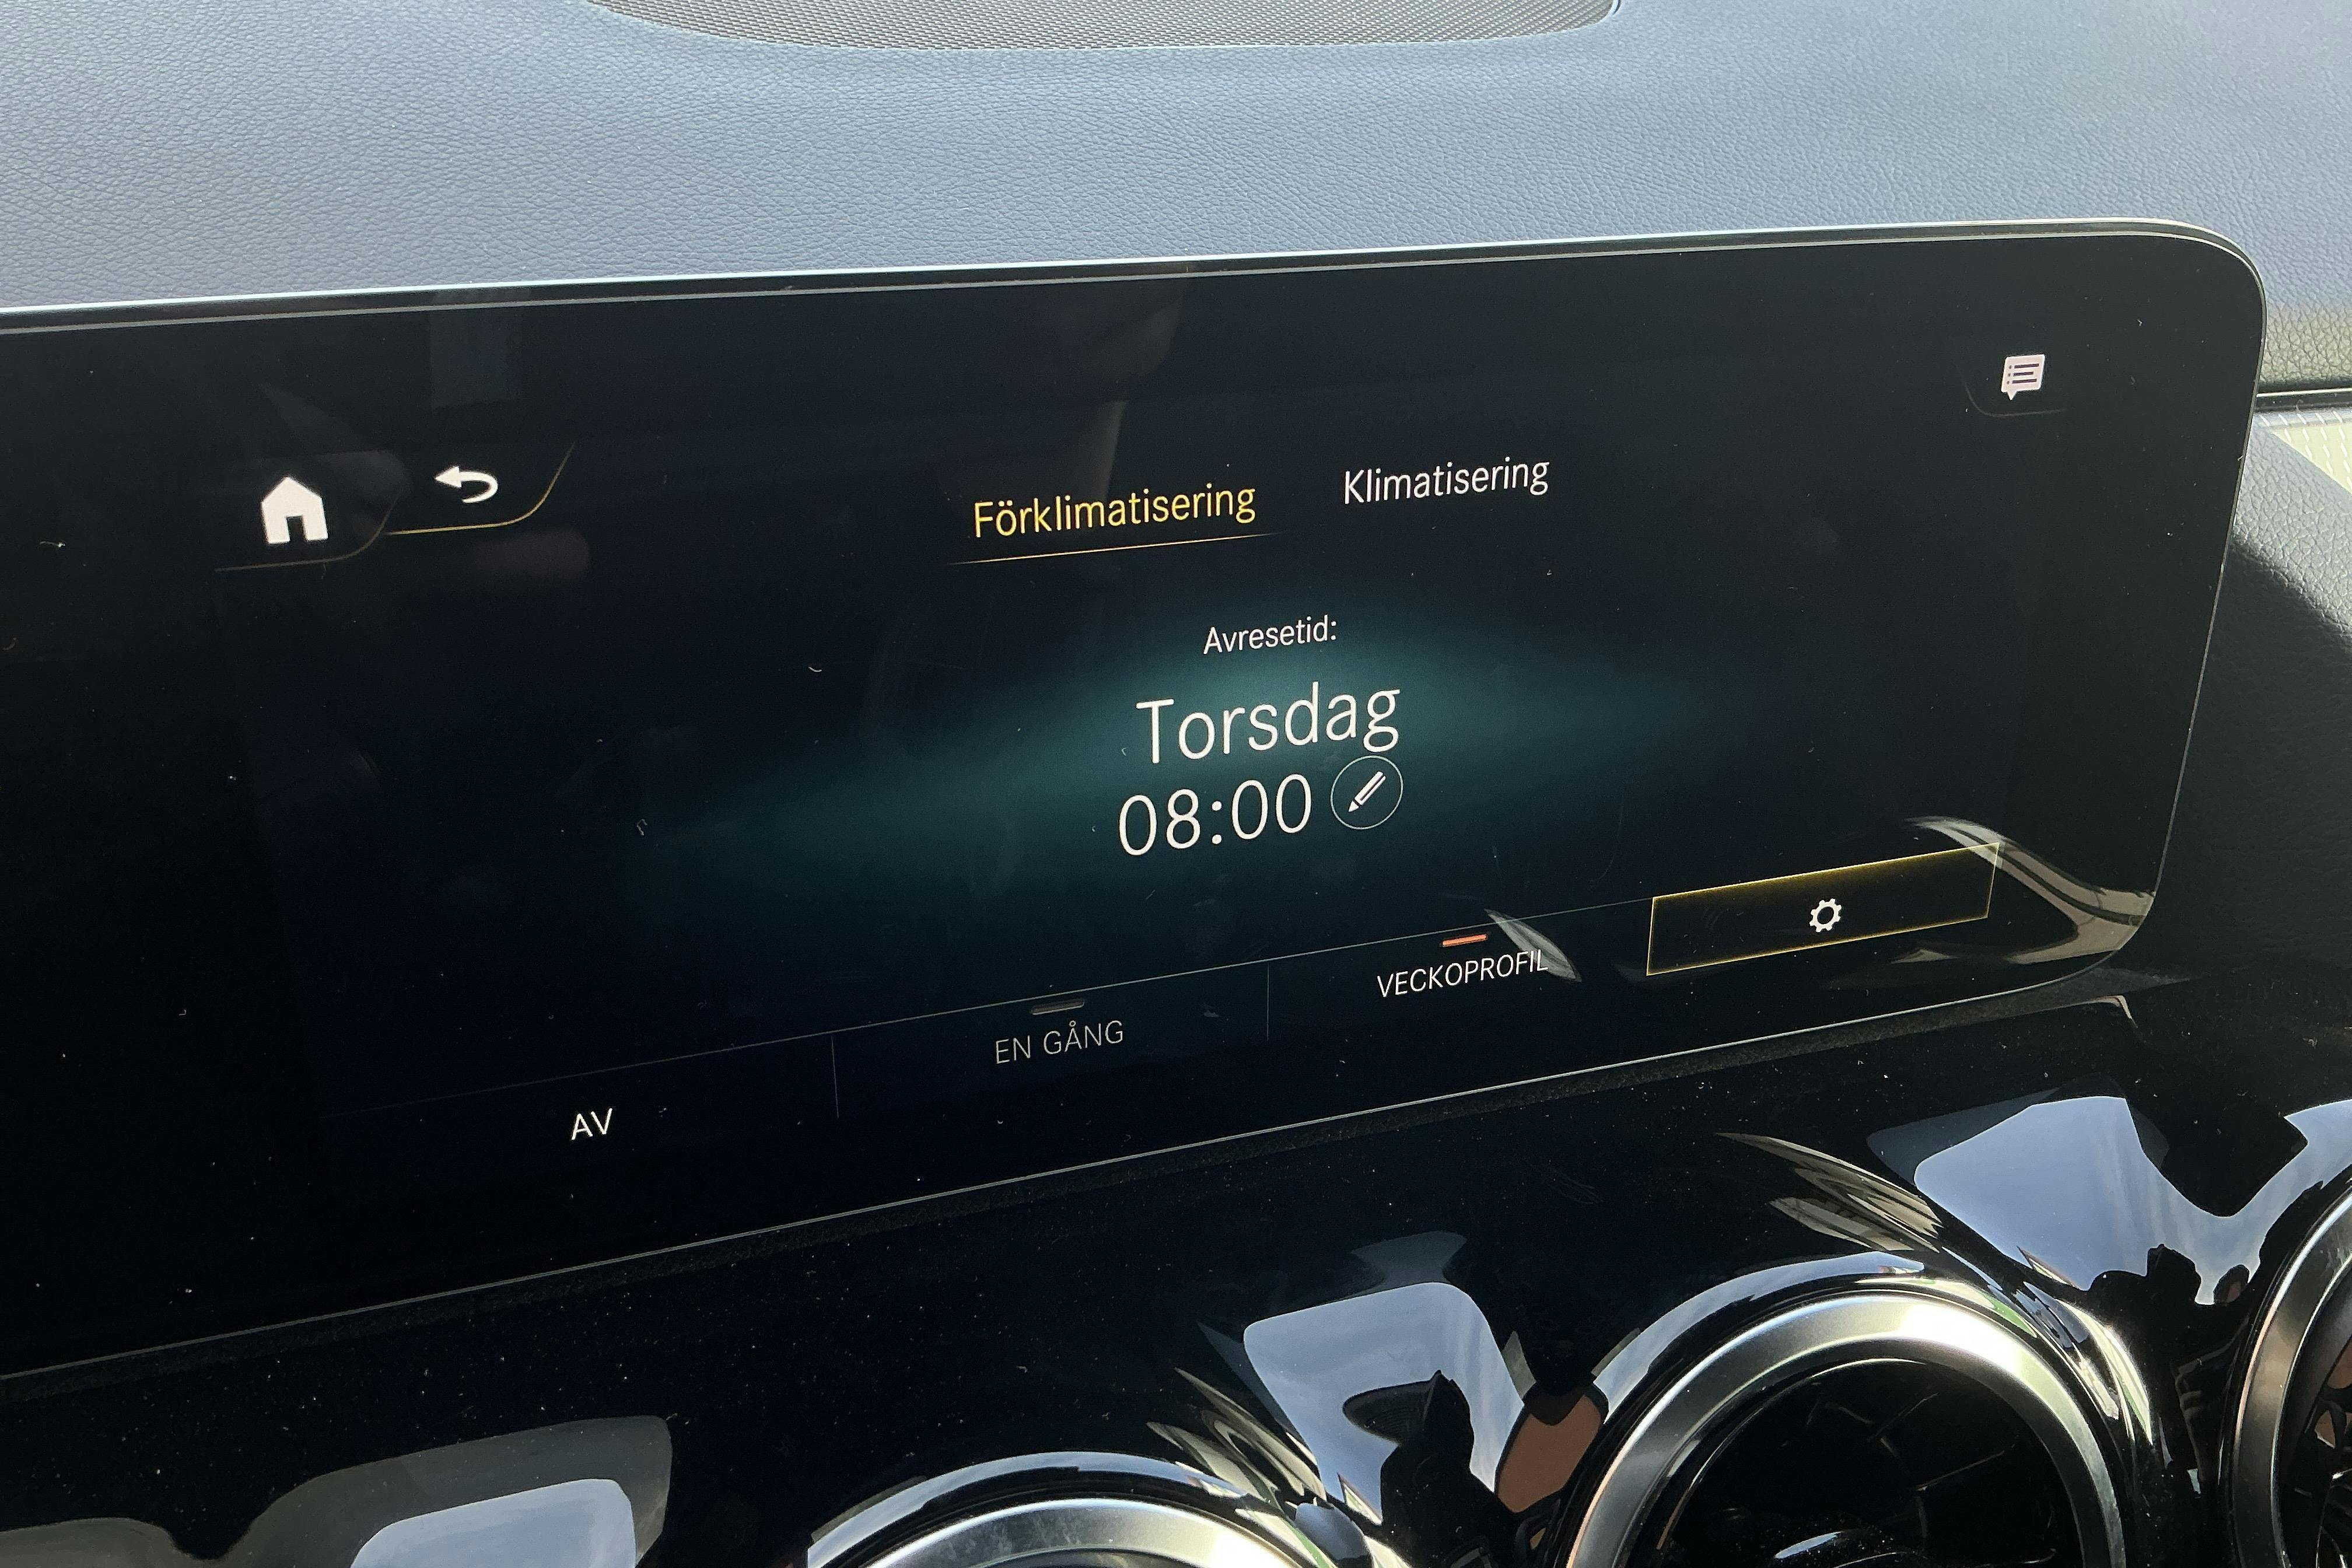 Förklimatisering
Klimatisering
Avresetid:
Torsdag
08:00
AV
EN GÅNG
VECKOPROFIL